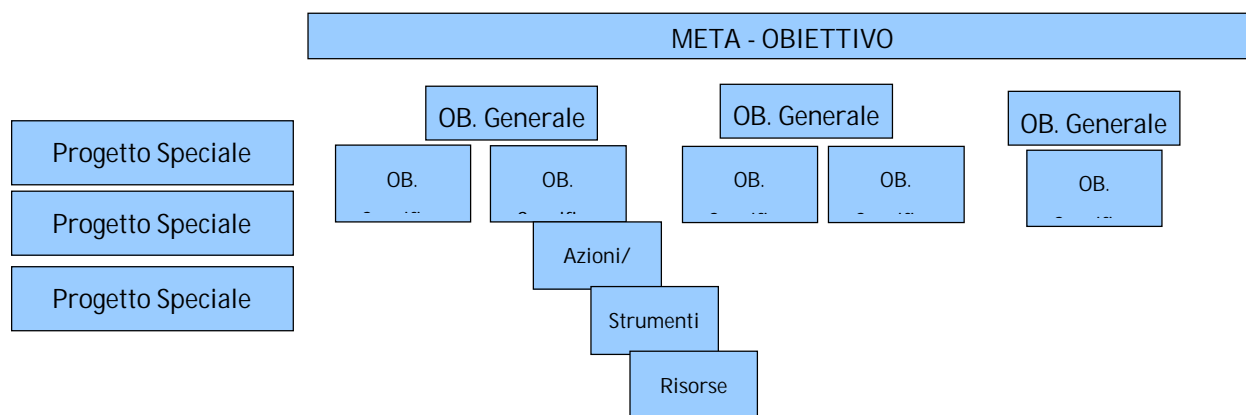 META - OBIETTIVO
OB. Generale
OB. Generale
OB. Generale
Progetto Speciale
OB.
OB.
OB.
OB.
OB.
Progetto Speciale
Azioni/
Progetto Speciale
Strumenti
Risorse